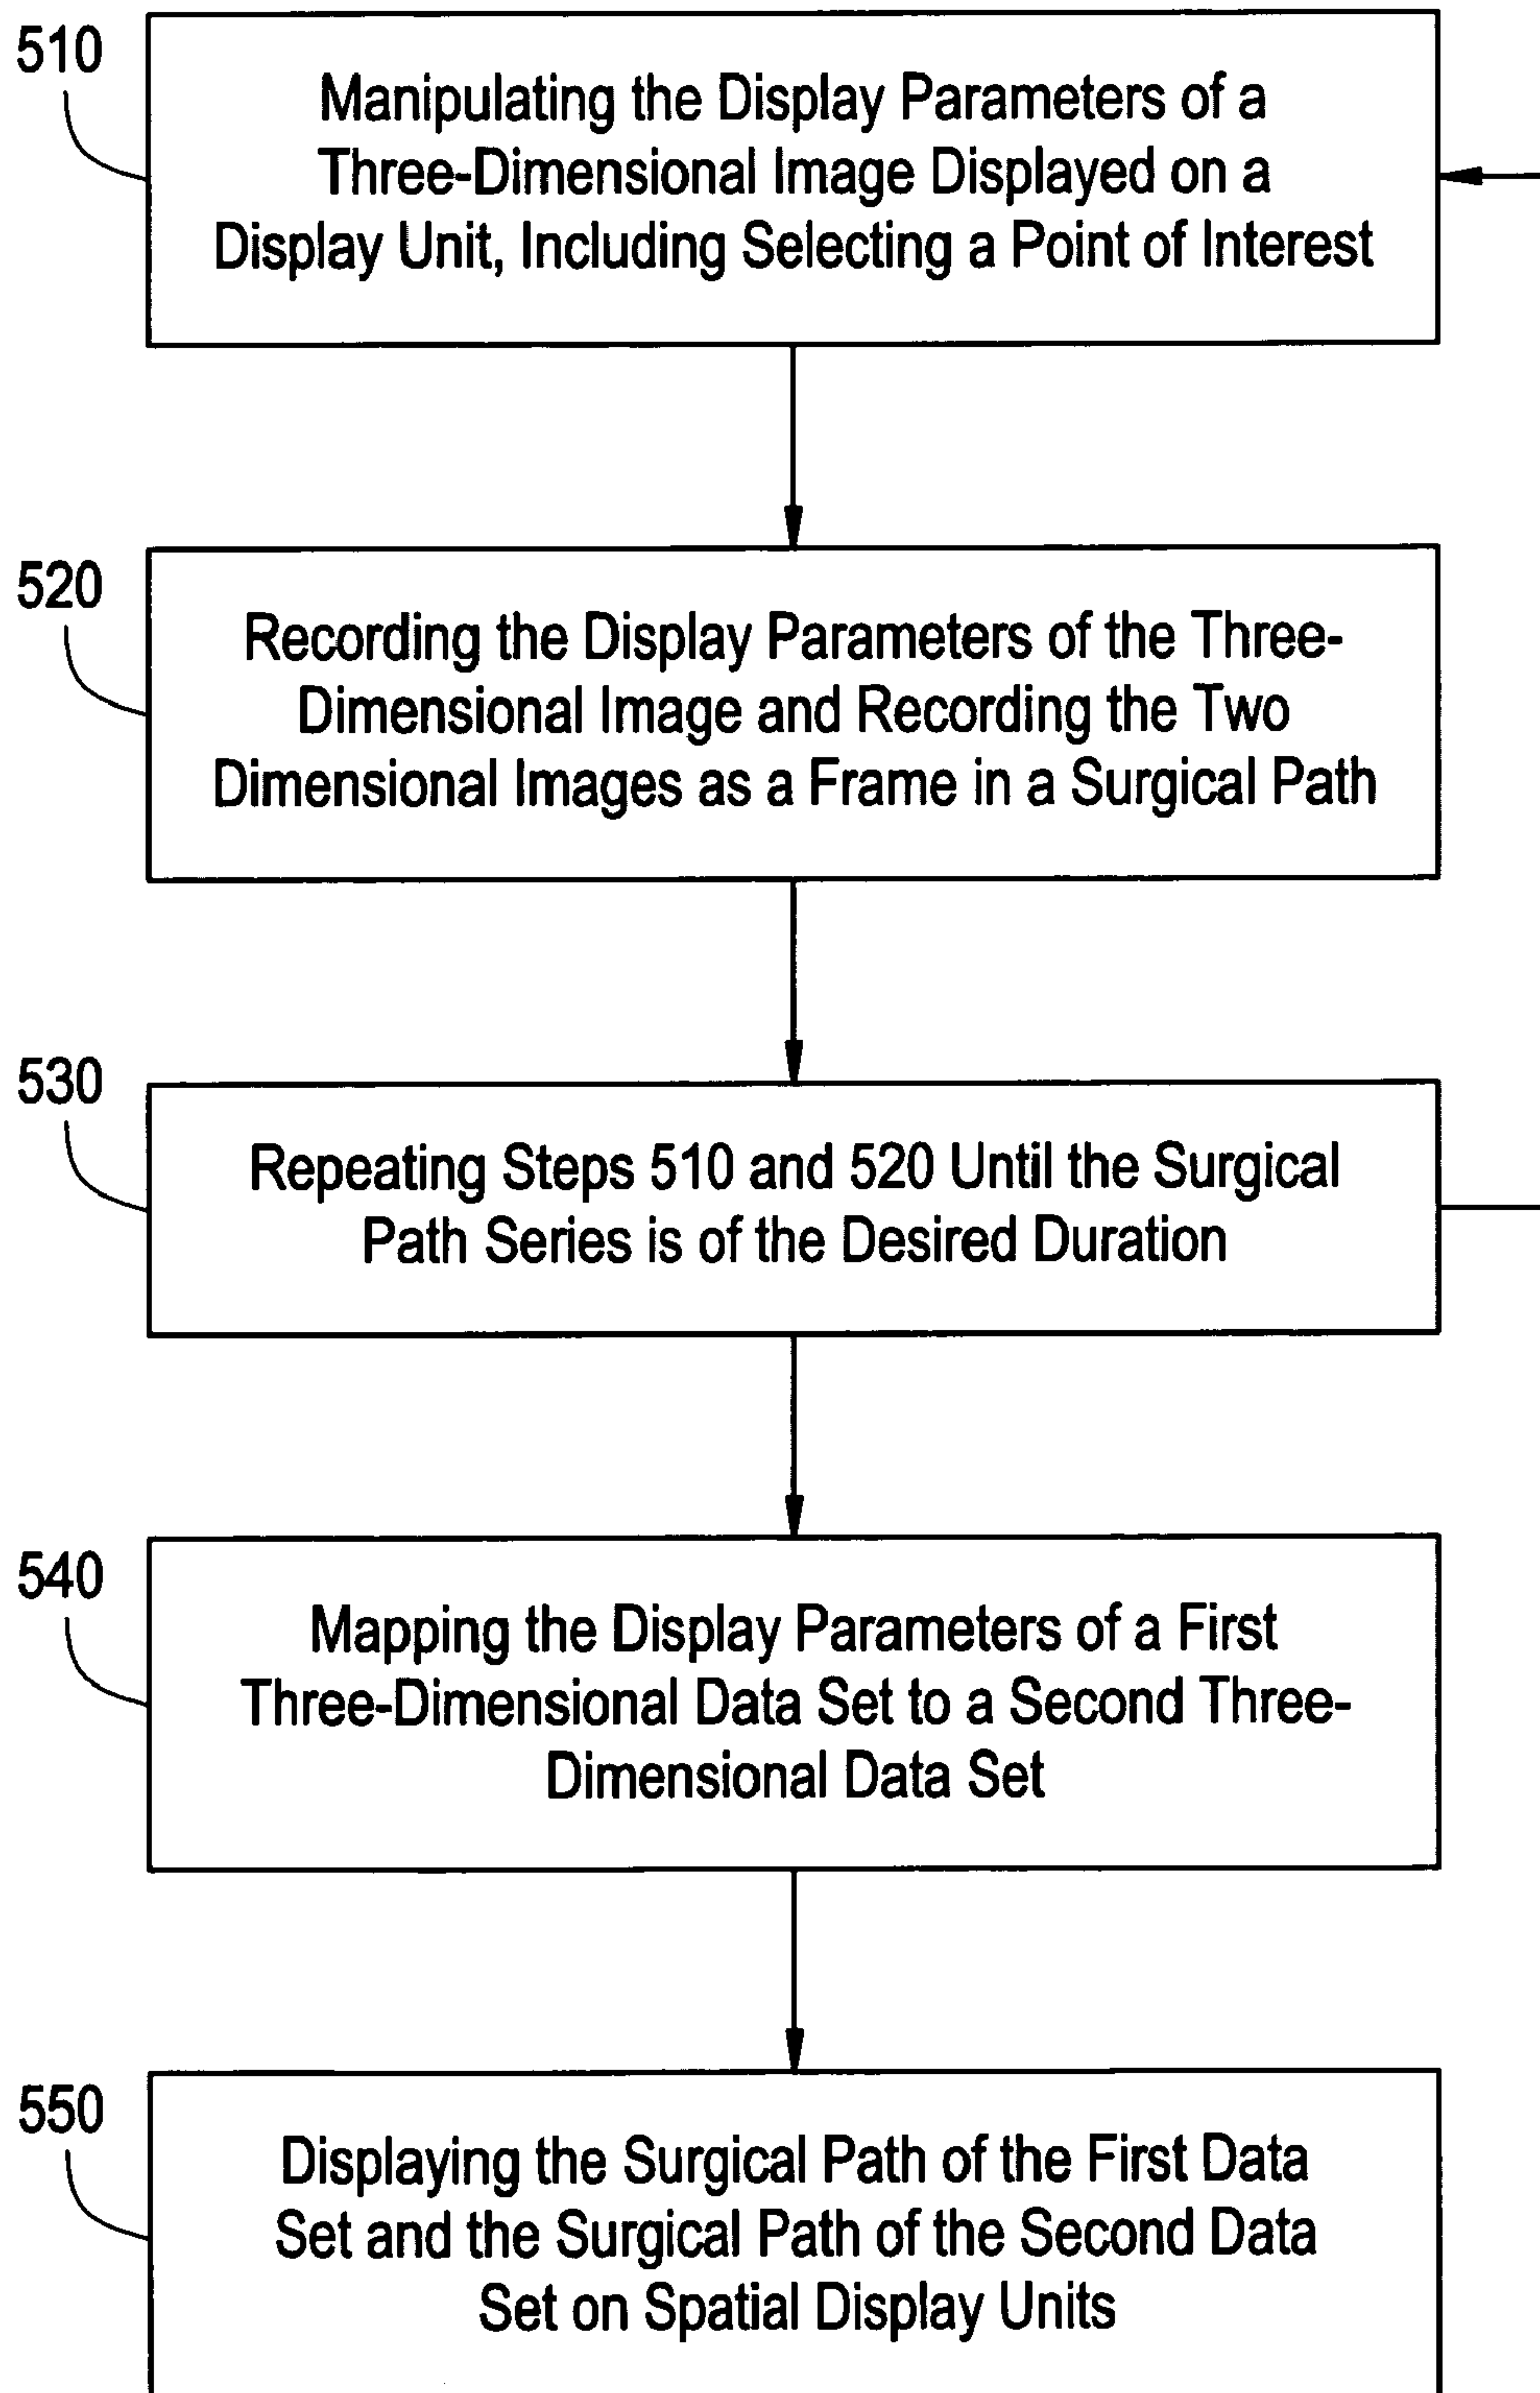 510
Manipulating the Display Parameters of a
Three-Dimensional Image Displayed on a
Display Unit, Including Selecting a Point of Interest
520
Recording the Display Parameters of the Three-
Dimensional Image and Recording the Two
Dimensional Images as a Frame in a Surgical Path
530
Repeating Steps 510 and 520 Until the Surgical
Path Series is of the Desired Duration
540
Mapping the Display Parameters of a First
Three-Dimensional Data Set to a Second Three-
Dimensional Data Set
550
Displaying the Surgical Path of the First Data
Set and the Surgical Path of the Second Data
Set on Spatial Display Units